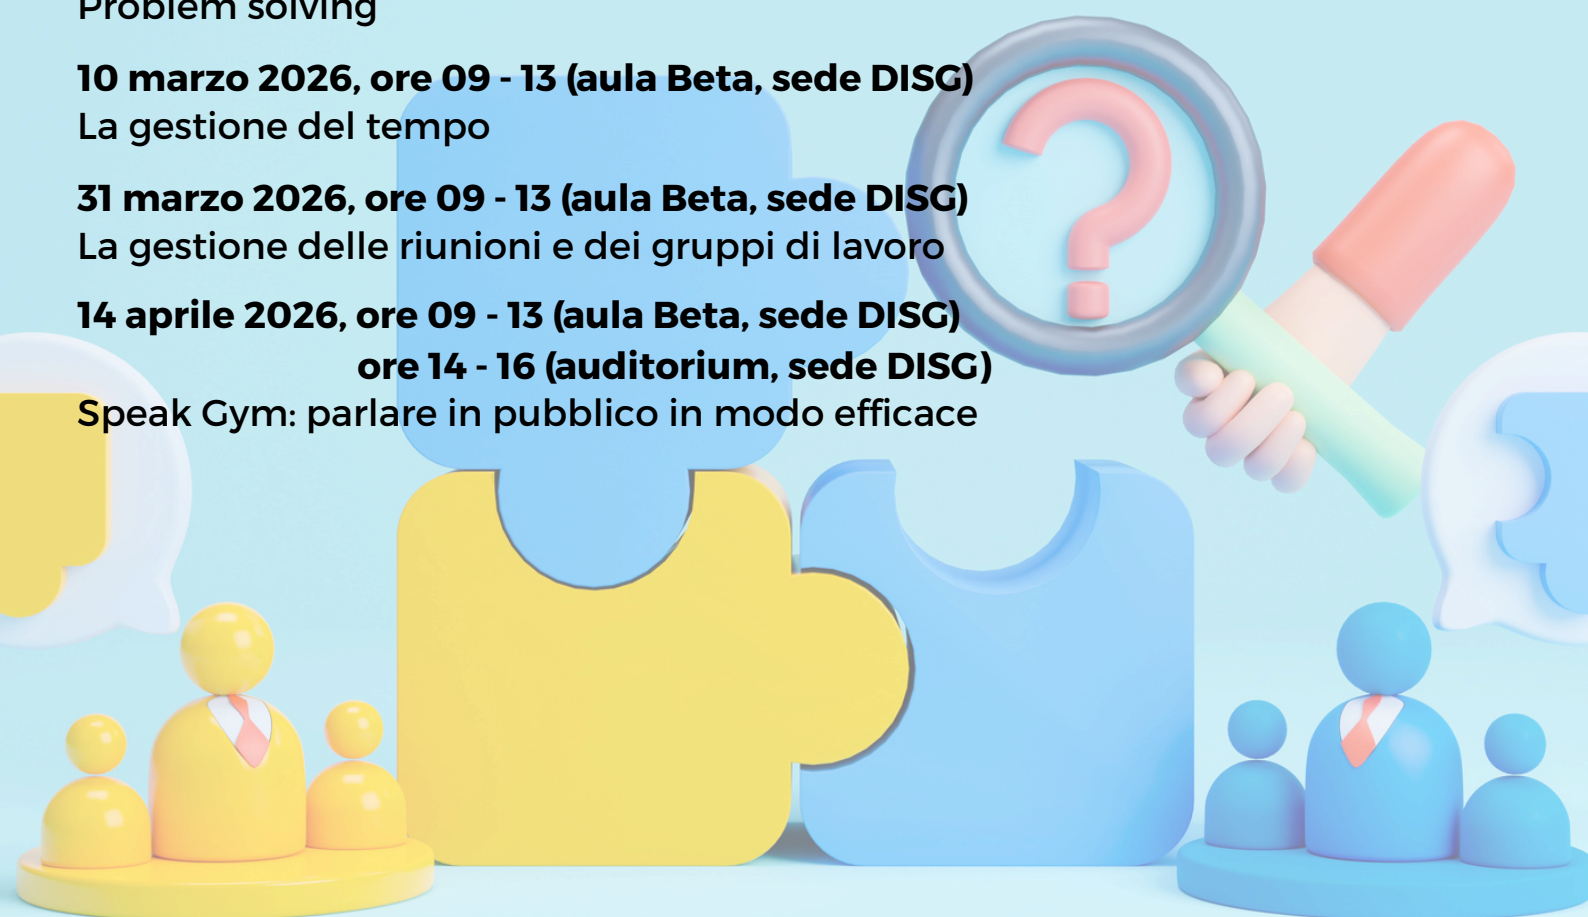 Problem solving
10 marzo 2026, ore 09 - 13 (aula Beta, sede DISG)
La gestione del tempo
31 marzo 2026, ore 09 - 13 (aula Beta, sede DISG)
La gestione delle riunioni e dei gruppi di lavoro
14 aprile 2026, ore 09 - 13 (aula Beta, sede DISG)
ore 14 - 16 (auditorium, sede DISG)
Speak Gym: parlare in pubblico in modo efficace
?